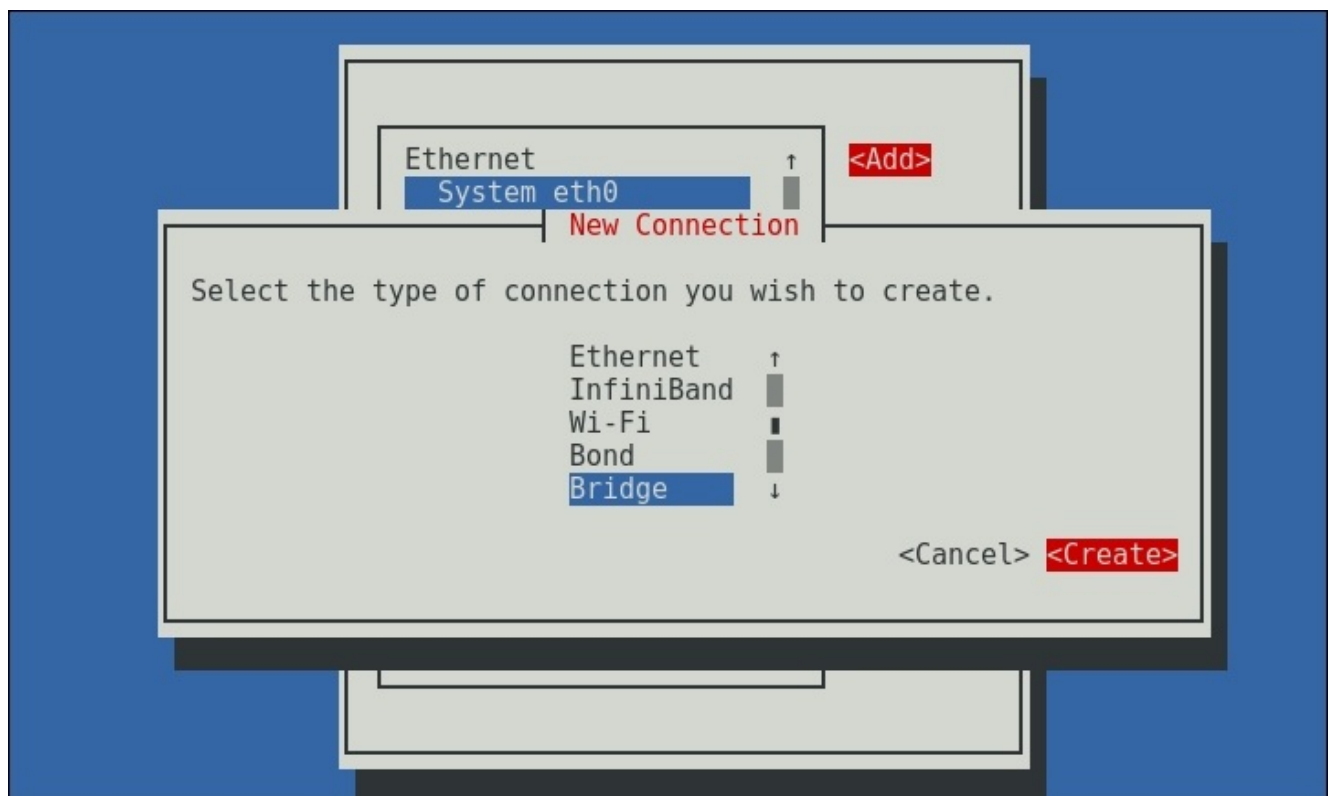 Ethernet ↑ <Add>
System eth0
New Connection
Select the type of connection you wish to create.
Ethernet ↑
InfiniBand
Wi-Fi
Bond
Bridge ↓
<Cancel> <Create>